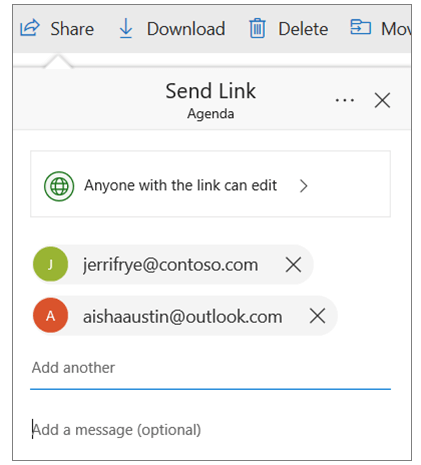 Share Download Delete Mov
Send Link
Agenda
Anyone with the link can edit
J jerrifrye@contoso.com
A aishaaustin@outlook.com
Add another
Add a message (optional)